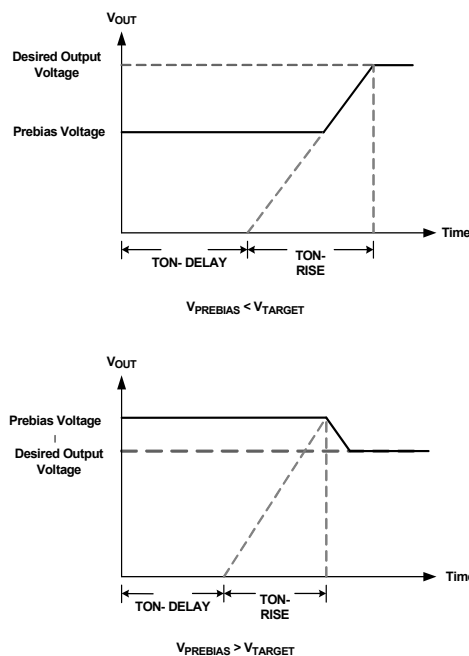 VOUT
Desired Output
Voltage
Prebias Voltage
Time
TON- DELAY
TON-
RISE
VPREBIAS < VTARGET
VOUT
Prebias Voltage
Desired Output
Voltage
Time
TON- DELAY
TON-
RISE
VPREBIAS > VTARGET